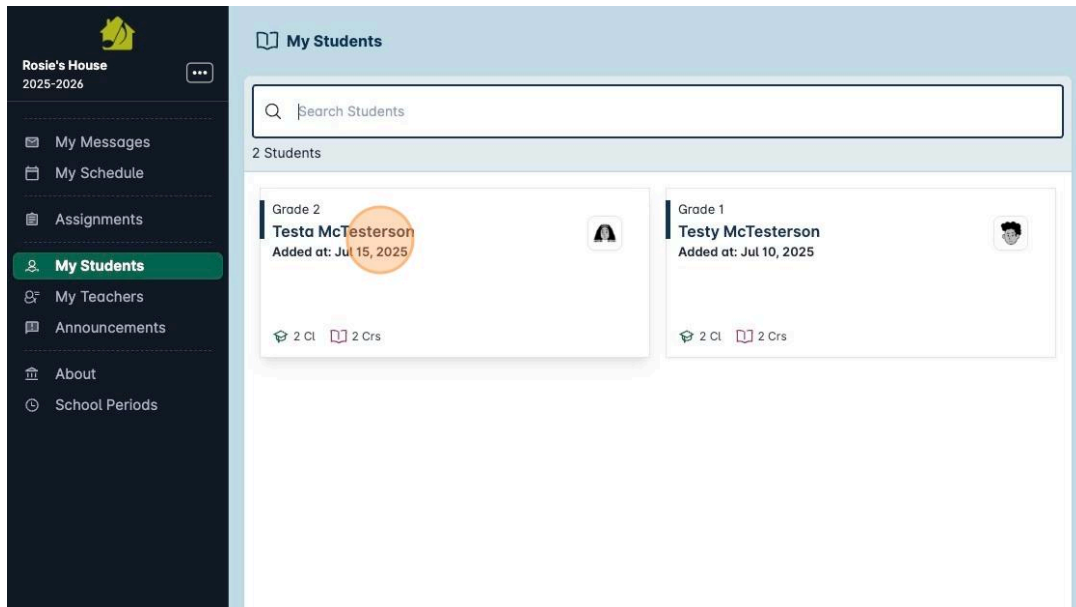 Rosie's House
2025-2026
My Messages
My Schedule
Assignments
My Students
My Teachers
Announcements
About
School Periods
My Students
Search Students
2 Students
Grade 2
Testa McTesterson
Added at: Jul 15, 2025
2 Cl 2 Crs
Grade 1
Testy McTesterson
Added at: Jul 10, 2025
2 Cl 2 Crs